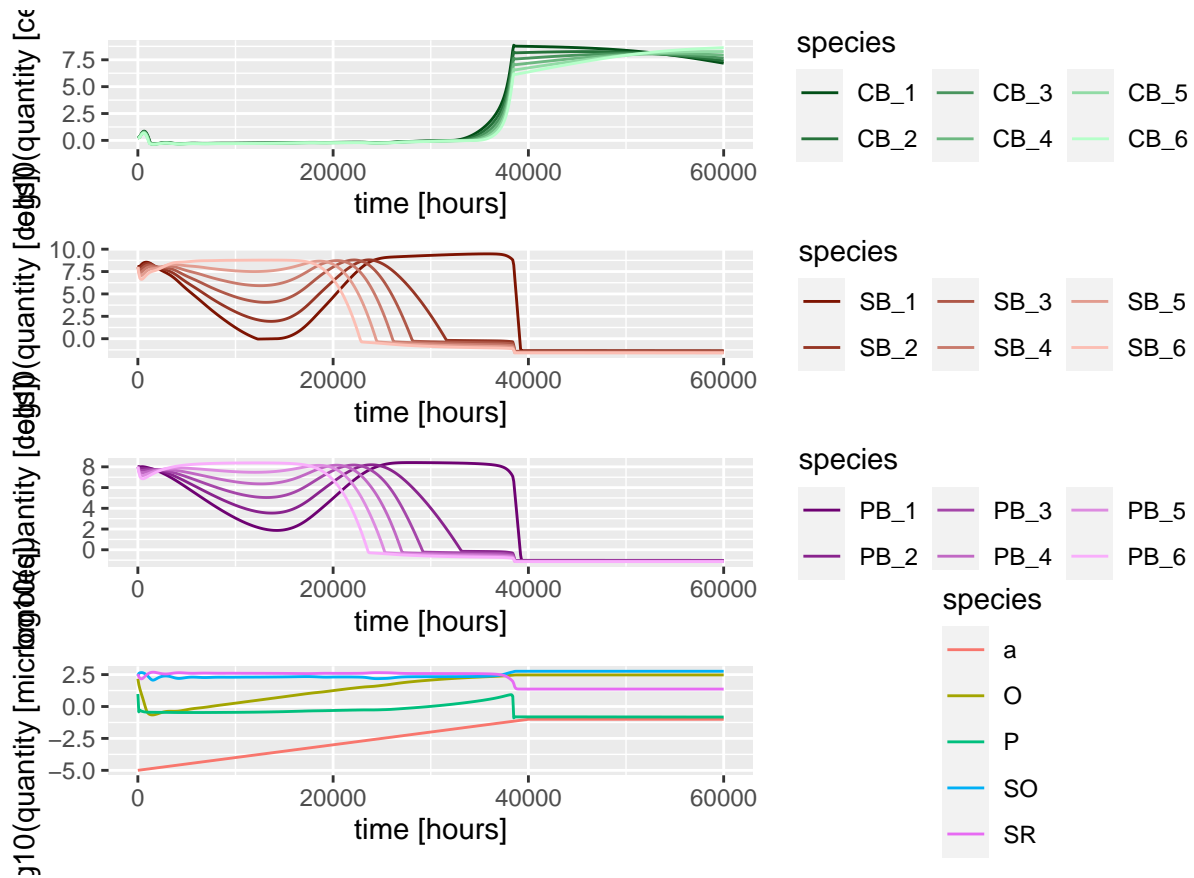 species
CB_1 CB_3 CB_5
CB_2 CB_4 CB_6
7.5
5.0
2.5
0.0
0 20000 40000 60000
time [hours]
species
SB_1 SB_3 SB_5
SB_2 SB_4 SB_6
10.0
7.5
5.0
2.5
0.0
0 20000 40000 60000
time [hours]
species
PB_1 PB_3 PB_5
PB_2 PB_4 PB_6
8
6
4
2
0
0 20000 40000 60000
time [hours]
species
a
O
P
SO
SR
2.5
0.0
−2.5
−5.0
0 20000 40000 60000
time [hours]